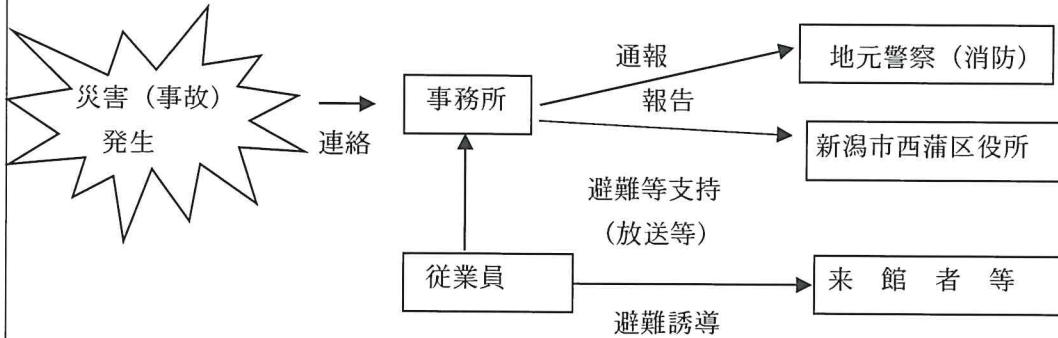 災害（事故）
発生
連絡
事務所
通報
報告
地元警察（消防）
新潟市西蒲区役所
避難等支持
（放送等）
従業員
避難誘導
来　館　者　等